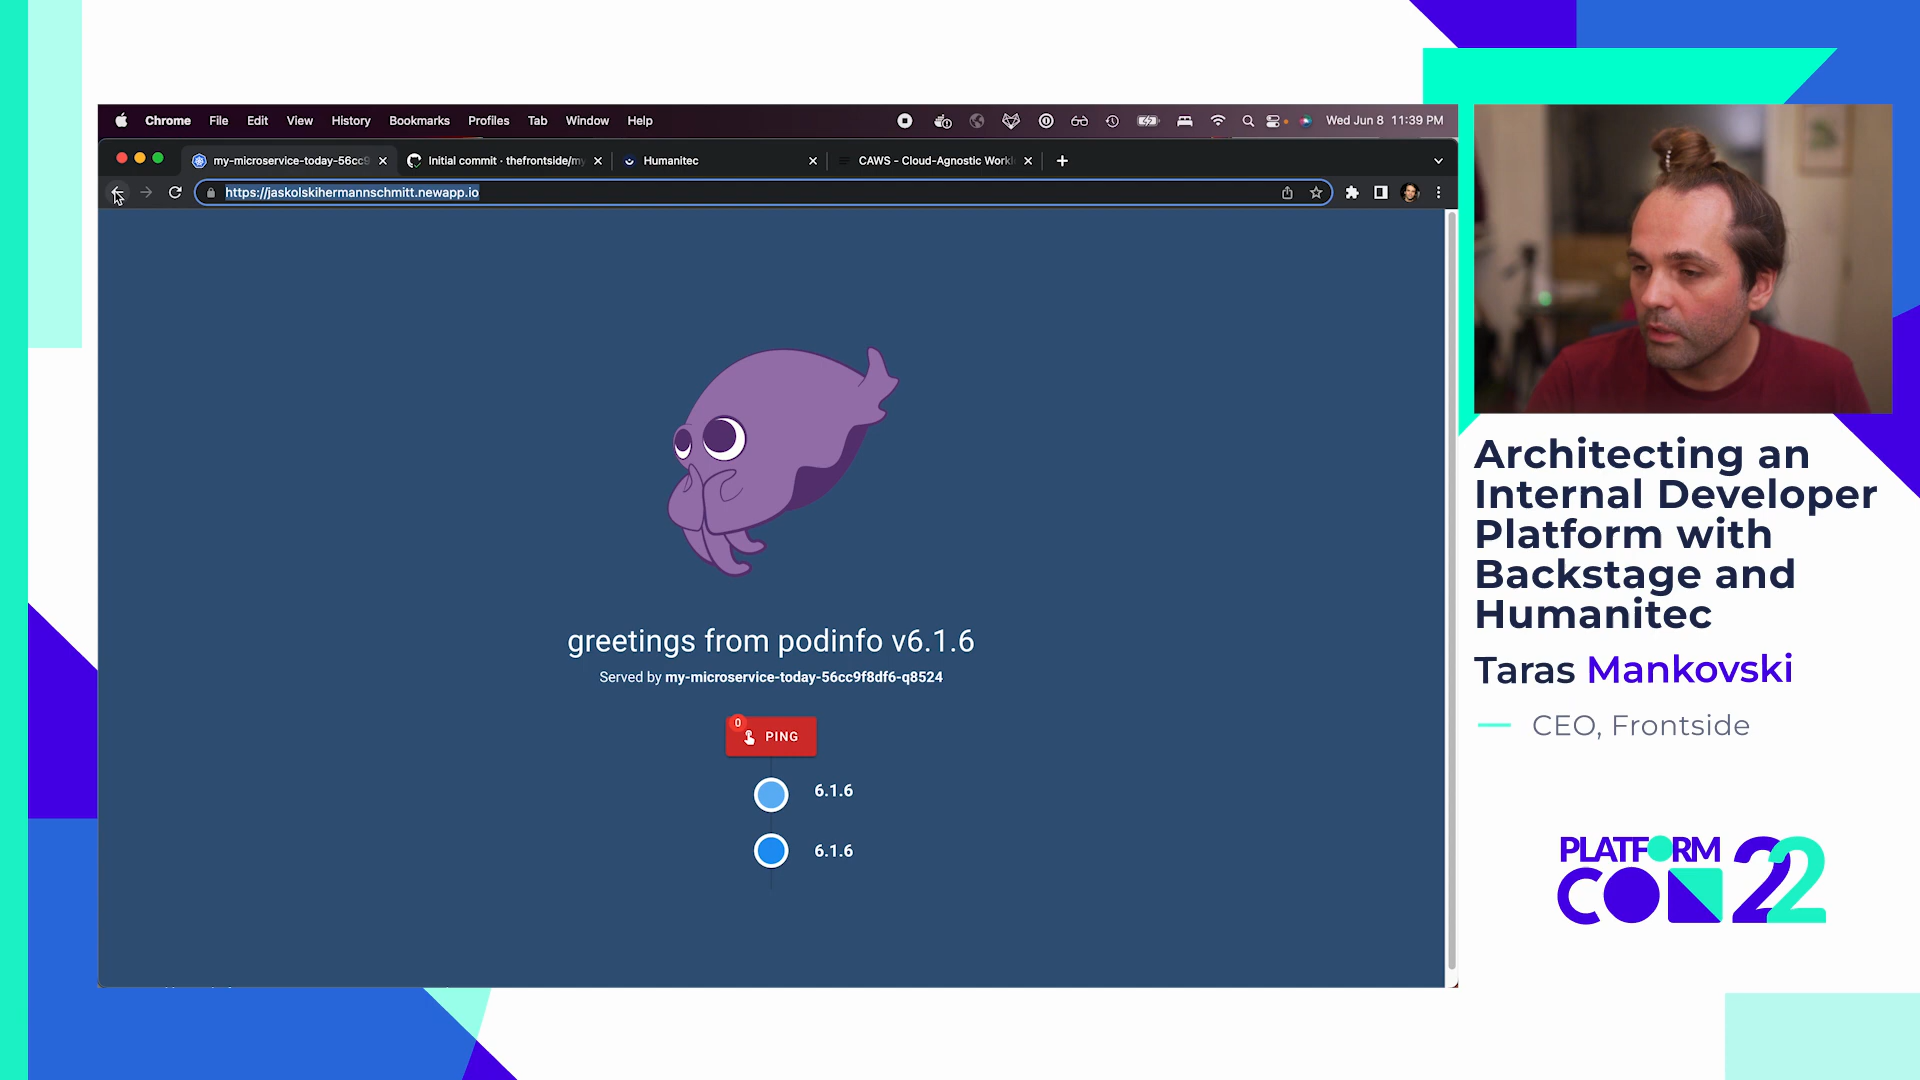 Chrome File Edit View History Bookmarks Profiles Tab Window Help
Wed Jun 8 11:39 PM
my-microservice-today-56cc9
Initial commit · thefrontside/my
Humanitec
CAWS - Cloud-Agnostic Workl
https://jaskolskihermannschmitt.newapp.io
greetings from podinfo v6.1.6
Served by my-microservice-today-56cc9f8df6-q8524
0
PING
6.1.6
6.1.6
Architecting an
Internal Developer
Platform with
Backstage and
Humanitec
Taras Mankovski
CEO, Frontside
PLATFORM
CON 22